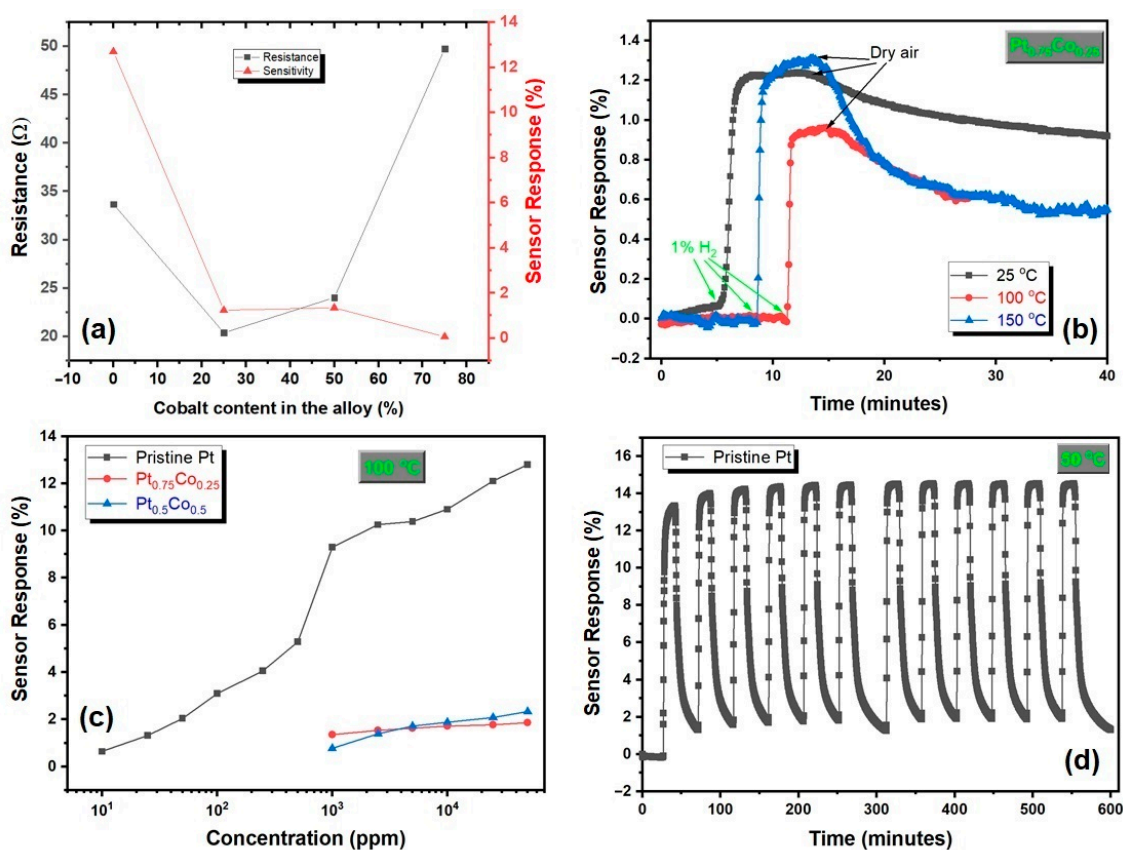 Resistance (Ω)
50
45
40
35
30
25
20
Resistance
Sensitivity
(a)
14
12
10
8
6
4
2
0
Sensor Response (%)
−10 0 10 20 30 40 50 60 70 80
Cobalt content in the alloy (%)
Sensor Response (%)
1.4
1.2
1.0
0.8
0.6
0.4
0.2
0.0
−0.2
Dry air
Pt0.75Co0.25
1% H2
(b)
25 °C
100 °C
150 °C
0 10 20 30 40
Time (minutes)
Sensor Response (%)
14
12
10
8
6
4
2
0
Pristine Pt
Pt0.75Co0.25
Pt0.5Co0.5
100 °C
(c)
10¹ 10² 10³ 10⁴
Concentration (ppm)
Sensor Response (%)
16
14
12
10
8
6
4
2
0
−2
Pristine Pt
50 °C
(d)
0 100 200 300 400 500 600
Time (minutes)